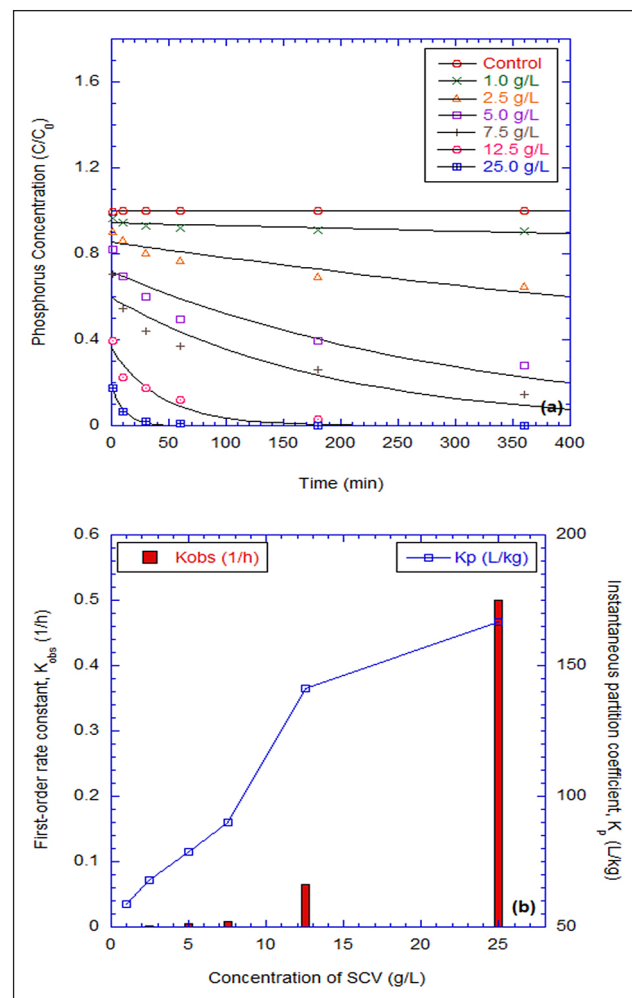 1.6
1.2
0.8
0.4
0
Phosphorus Concentration (C/C₀)
Control
1.0 g/L
2.5 g/L
5.0 g/L
7.5 g/L
12.5 g/L
25.0 g/L
(a)
0 50 100 150 200 250 300 350 400
Time (min)
0.6
0.5
0.4
0.3
0.2
0.1
0
First-order rate constant, K_obs (1/h)
Kobs (1/h)
Kp (L/kg)
200
150
100
50
Instantaneous partition
coefficient, K_p (L/kg)
(b)
0 5 10 15 20 25
Concentration of SCV (g/L)